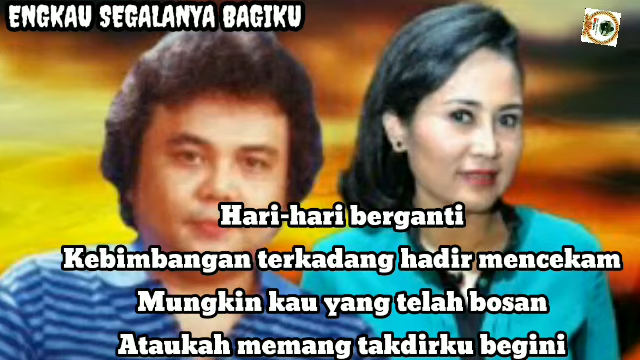 ENGKAU SEGALANYA BAGIKU
Hari-hari berganti
Kebimbangan terkadang hadir mencekam
Mungkin kau yang telah bosan
Ataukah memang takdirku begini